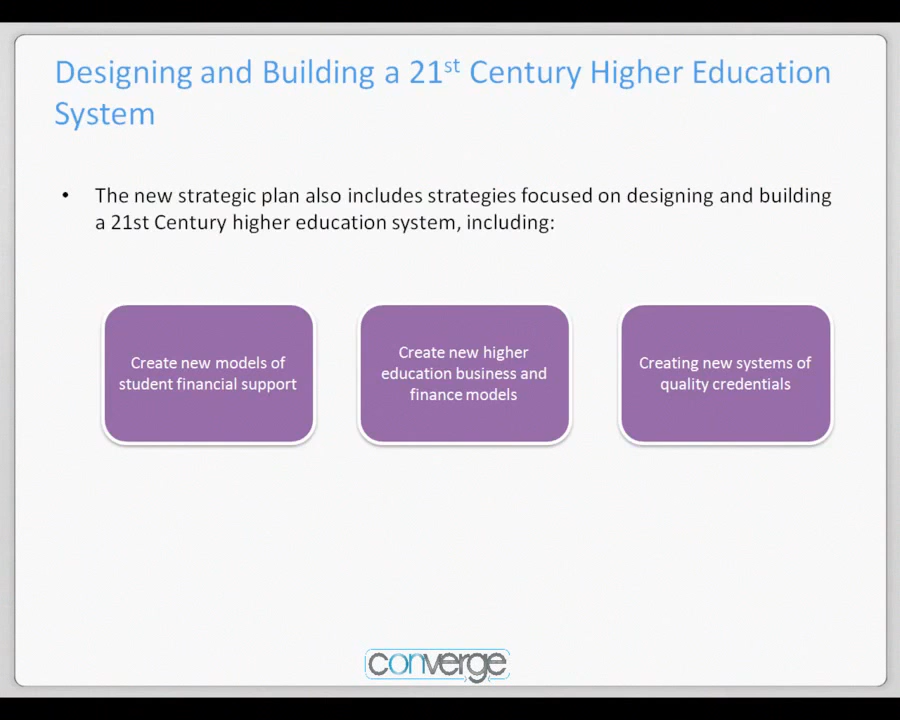 Designing and Building a 21st Century Higher Education
System
• The new strategic plan also includes strategies focused on designing and building
a 21st Century higher education system, including:
Create new models of
student financial support
Create new higher
education business and
finance models
Creating new systems of
quality credentials
converge